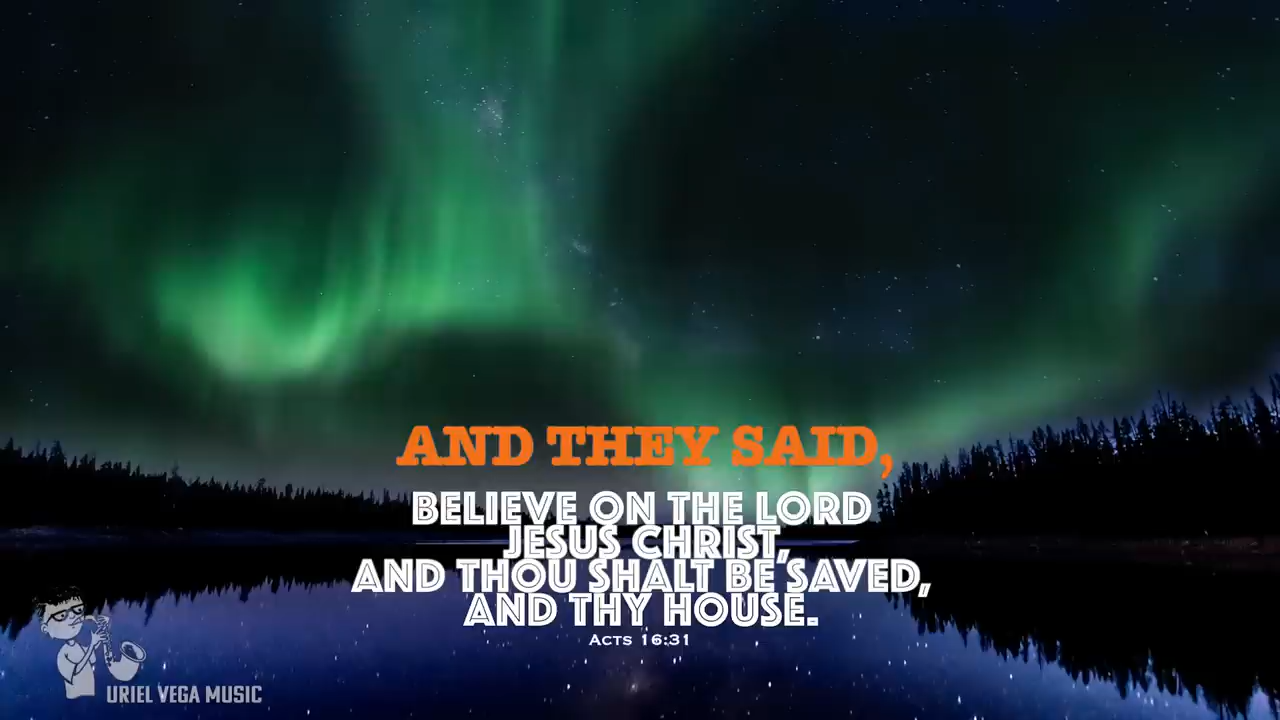 AND THEY SAID,
BELIEVE ON THE LORD
JESUS CHRIST,
AND THOU SHALT BE SAVED,
AND THY HOUSE.
ACTS 16:31
URIEL VEGA MUSIC